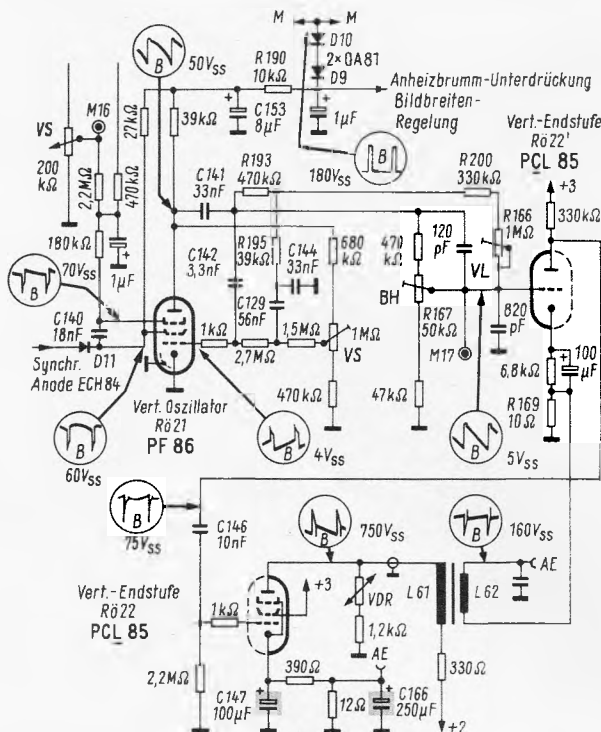 M M
D10
2×OA81
D9
50Vss
B
R190
10kΩ
Anheizbrumm-Unterdrückung
Bildbreiten-
Regelung
Vert.-Endstufe
Rö22'
PCL 85
+3
M16
VS
200
kΩ
2,2MΩ
470kΩ
27kΩ
39kΩ
+
C153
8µF
+
1µF
180Vss
B
R193
470kΩ
R200
330kΩ
R166
1MΩ
330kΩ
C141
33nF
180kΩ
+
1µF
70Vss
B
C142
3,3nF
R195
39kΩ
C144
33nF
680
kΩ
470
kΩ
120
pF
VL
BH
C140
18nF
C129
56nF
R167
50kΩ
820
pF
+
100
µF
1kΩ
2,7MΩ
1,5MΩ
1MΩ
VS
M17
6,8kΩ
Synchr.
Anode ECH84
D11
Vert. Oszillator
Rö21
PF 86
470kΩ
47kΩ
R169
10Ω
B
60Vss
B
4Vss
B
5Vss
B
75Vss
C146
10nF
B
750Vss
B
160Vss
Vert.-Endstufe
Rö22
PCL 85
+3
VDR
L61
L62
AE
1kΩ
1,2kΩ
AE
2,2MΩ
390Ω
330Ω
+
C147
100µF
12Ω
+
C166
250µF
+2